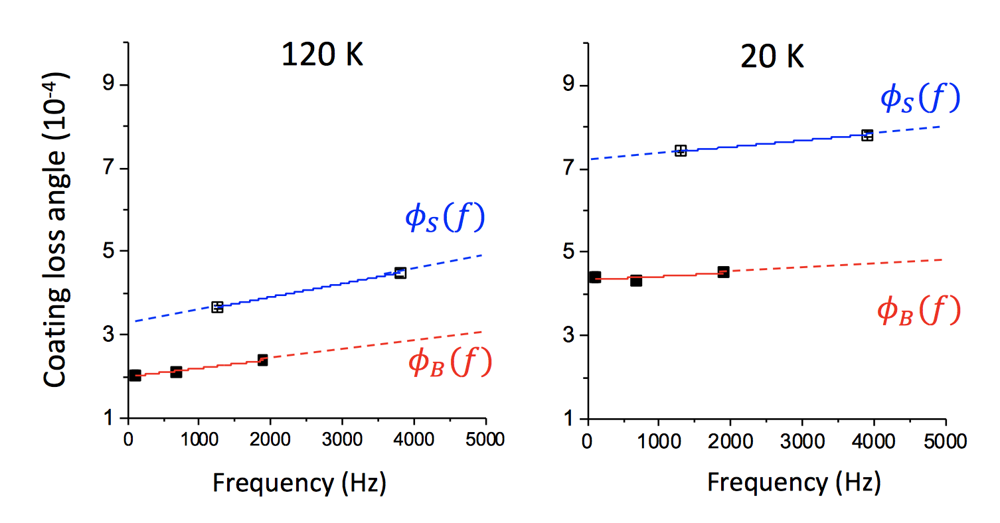 120 K
Coating loss angle (10⁻⁴)
9
7
5
3
1
ϕS(f)
ϕB(f)
0 1000 2000 3000 4000 5000
Frequency (Hz)
20 K
9
7
5
3
1
ϕS(f)
ϕB(f)
0 1000 2000 3000 4000 5000
Frequency (Hz)